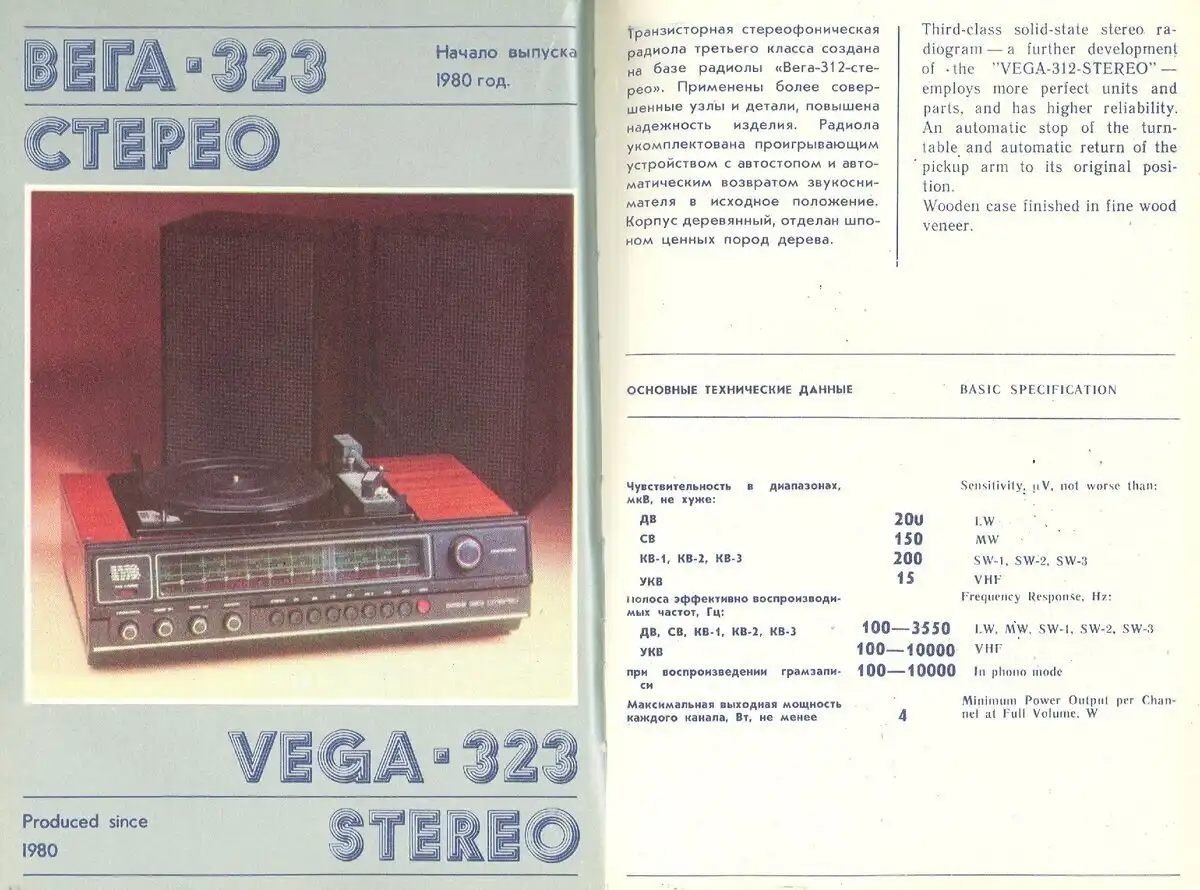 ВЕГА·323
Начало выпуска
1980 год.
СТЕРЕО
VEGA·323
Produced since
1980
STEREO
Транзисторная стереофоническая
радиола третьего класса создана
на базе радиолы «Вега-312-сте-
рео». Применены более совер-
шенные узлы и детали, повышена
надежность изделия. Радиола
укомплектована проигрывающим
устройством с автостопом и авто-
матическим возвратом звукосни-
мателя в исходное положение.
Корпус деревянный, отделан шпо-
ном ценных пород дерева.
Third-class solid-state stereo ra-
diogram — a further development
of the "VEGA-312-STEREO" —
employs more perfect units and
parts, and has higher reliability.
An automatic stop of the turn-
table and automatic return of the
pickup arm to its original posi-
tion.
Wooden case finished in fine wood
veneer.
ОСНОВНЫЕ ТЕХНИЧЕСКИЕ ДАННЫЕ BASIC SPECIFICATION
Чувствительность в диапазонах, Sensitivity, µV, not worse than:
мкВ, не хуже:
ДВ 20u LW
СВ 150 MW
КВ-1, КВ-2, КВ-3 200 SW-1, SW-2, SW-3
УКВ 15 VHF
Полоса эффективно воспроизводи- Frequency Response, Hz:
мых частот, Гц:
ДВ, СВ, КВ-1, КВ-2, КВ-3 100—3550 LW, MW, SW-1, SW-2, SW-3
УКВ 100—10000 VHF
при воспроизведении грамзапи- 100—10000 In phono mode
си
Максимальная выходная мощность Minimum Power Output per Chan-
каждого канала, Вт, не менее 4 nel at Full Volume, W